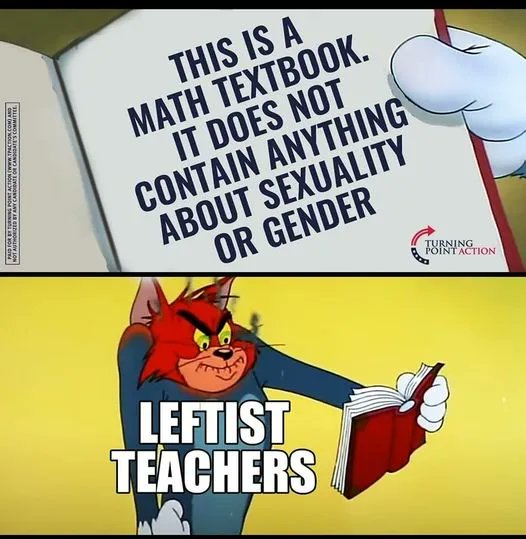 THIS IS A
MATH TEXTBOOK.
IT DOES NOT
CONTAIN ANYTHING
ABOUT SEXUALITY
OR GENDER
PAID FOR BY TURNING POINT ACTION (WWW.TPACTION.COM) AND
NOT AUTHORIZED BY ANY CANDIDATE OR CANDIDATE'S COMMITTEE.
TURNING
POINT ACTION
LEFTIST
TEACHERS